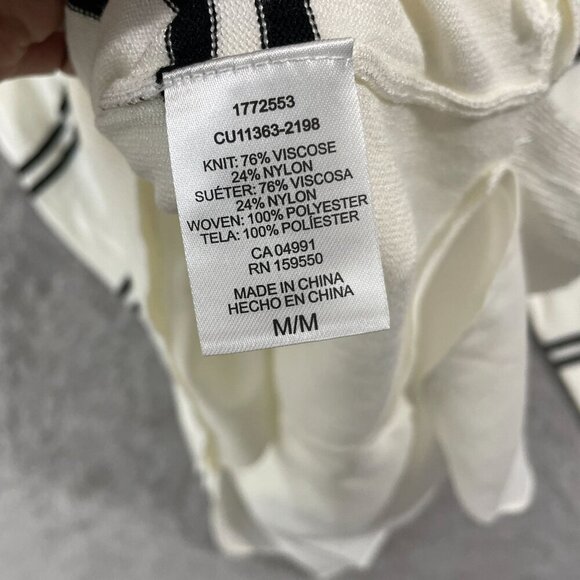 1772553
CU11363-2198
KNIT: 76% VISCOSE
24% NYLON
SUÉTER: 76% VISCOSA
24% NYLON
WOVEN: 100% POLYESTER
TELA: 100% POLÍESTER
CA 04991
RN 159550
MADE IN CHINA
HECHO EN CHINA
M/M